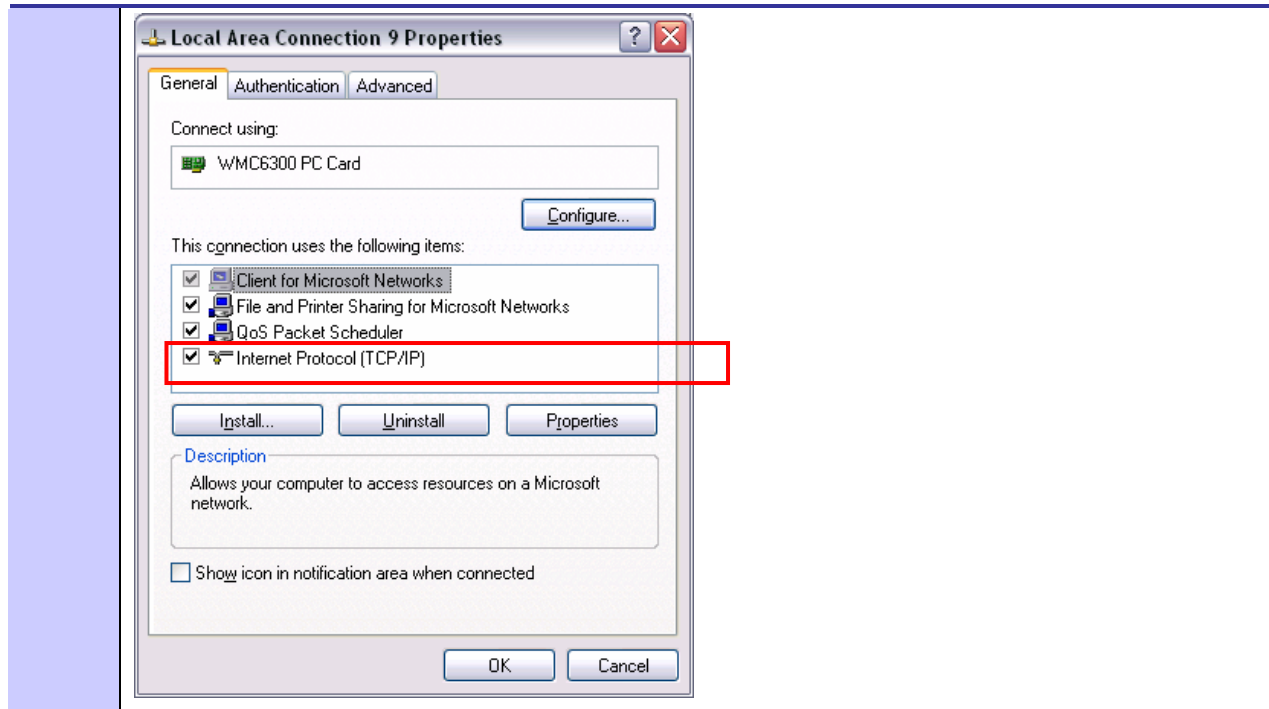 Local Area Connection 9 Properties
?
General Authentication Advanced
Connect using:
WMC6300 PC Card
Configure...
This connection uses the following items:
Client for Microsoft Networks
File and Printer Sharing for Microsoft Networks
QoS Packet Scheduler
Internet Protocol (TCP/IP)
Install... Uninstall Properties
Description
Allows your computer to access resources on a Microsoft
network.
Show icon in notification area when connected
OK Cancel